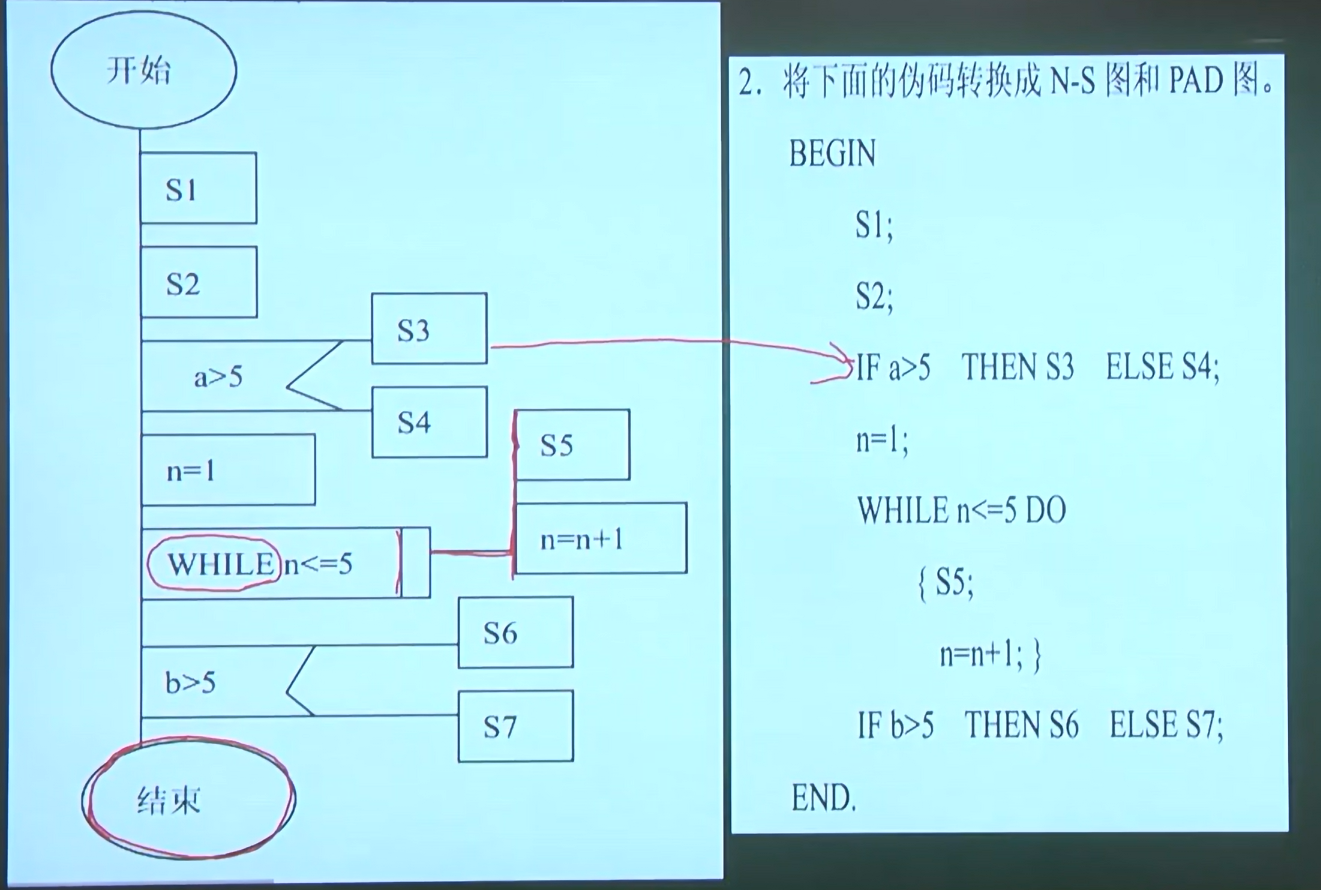 开始
S1
S2
S3
a>5
S4
n=1
S5
WHILE n<=5
n=n+1
S6
b>5
S7
结束
2. 将下面的伪码转换成 N-S 图和 PAD 图。
BEGIN
S1;
S2;
IF a>5 THEN S3 ELSE S4;
n=1;
WHILE n<=5 DO
{ S5;
n=n+1; }
IF b>5 THEN S6 ELSE S7;
END.